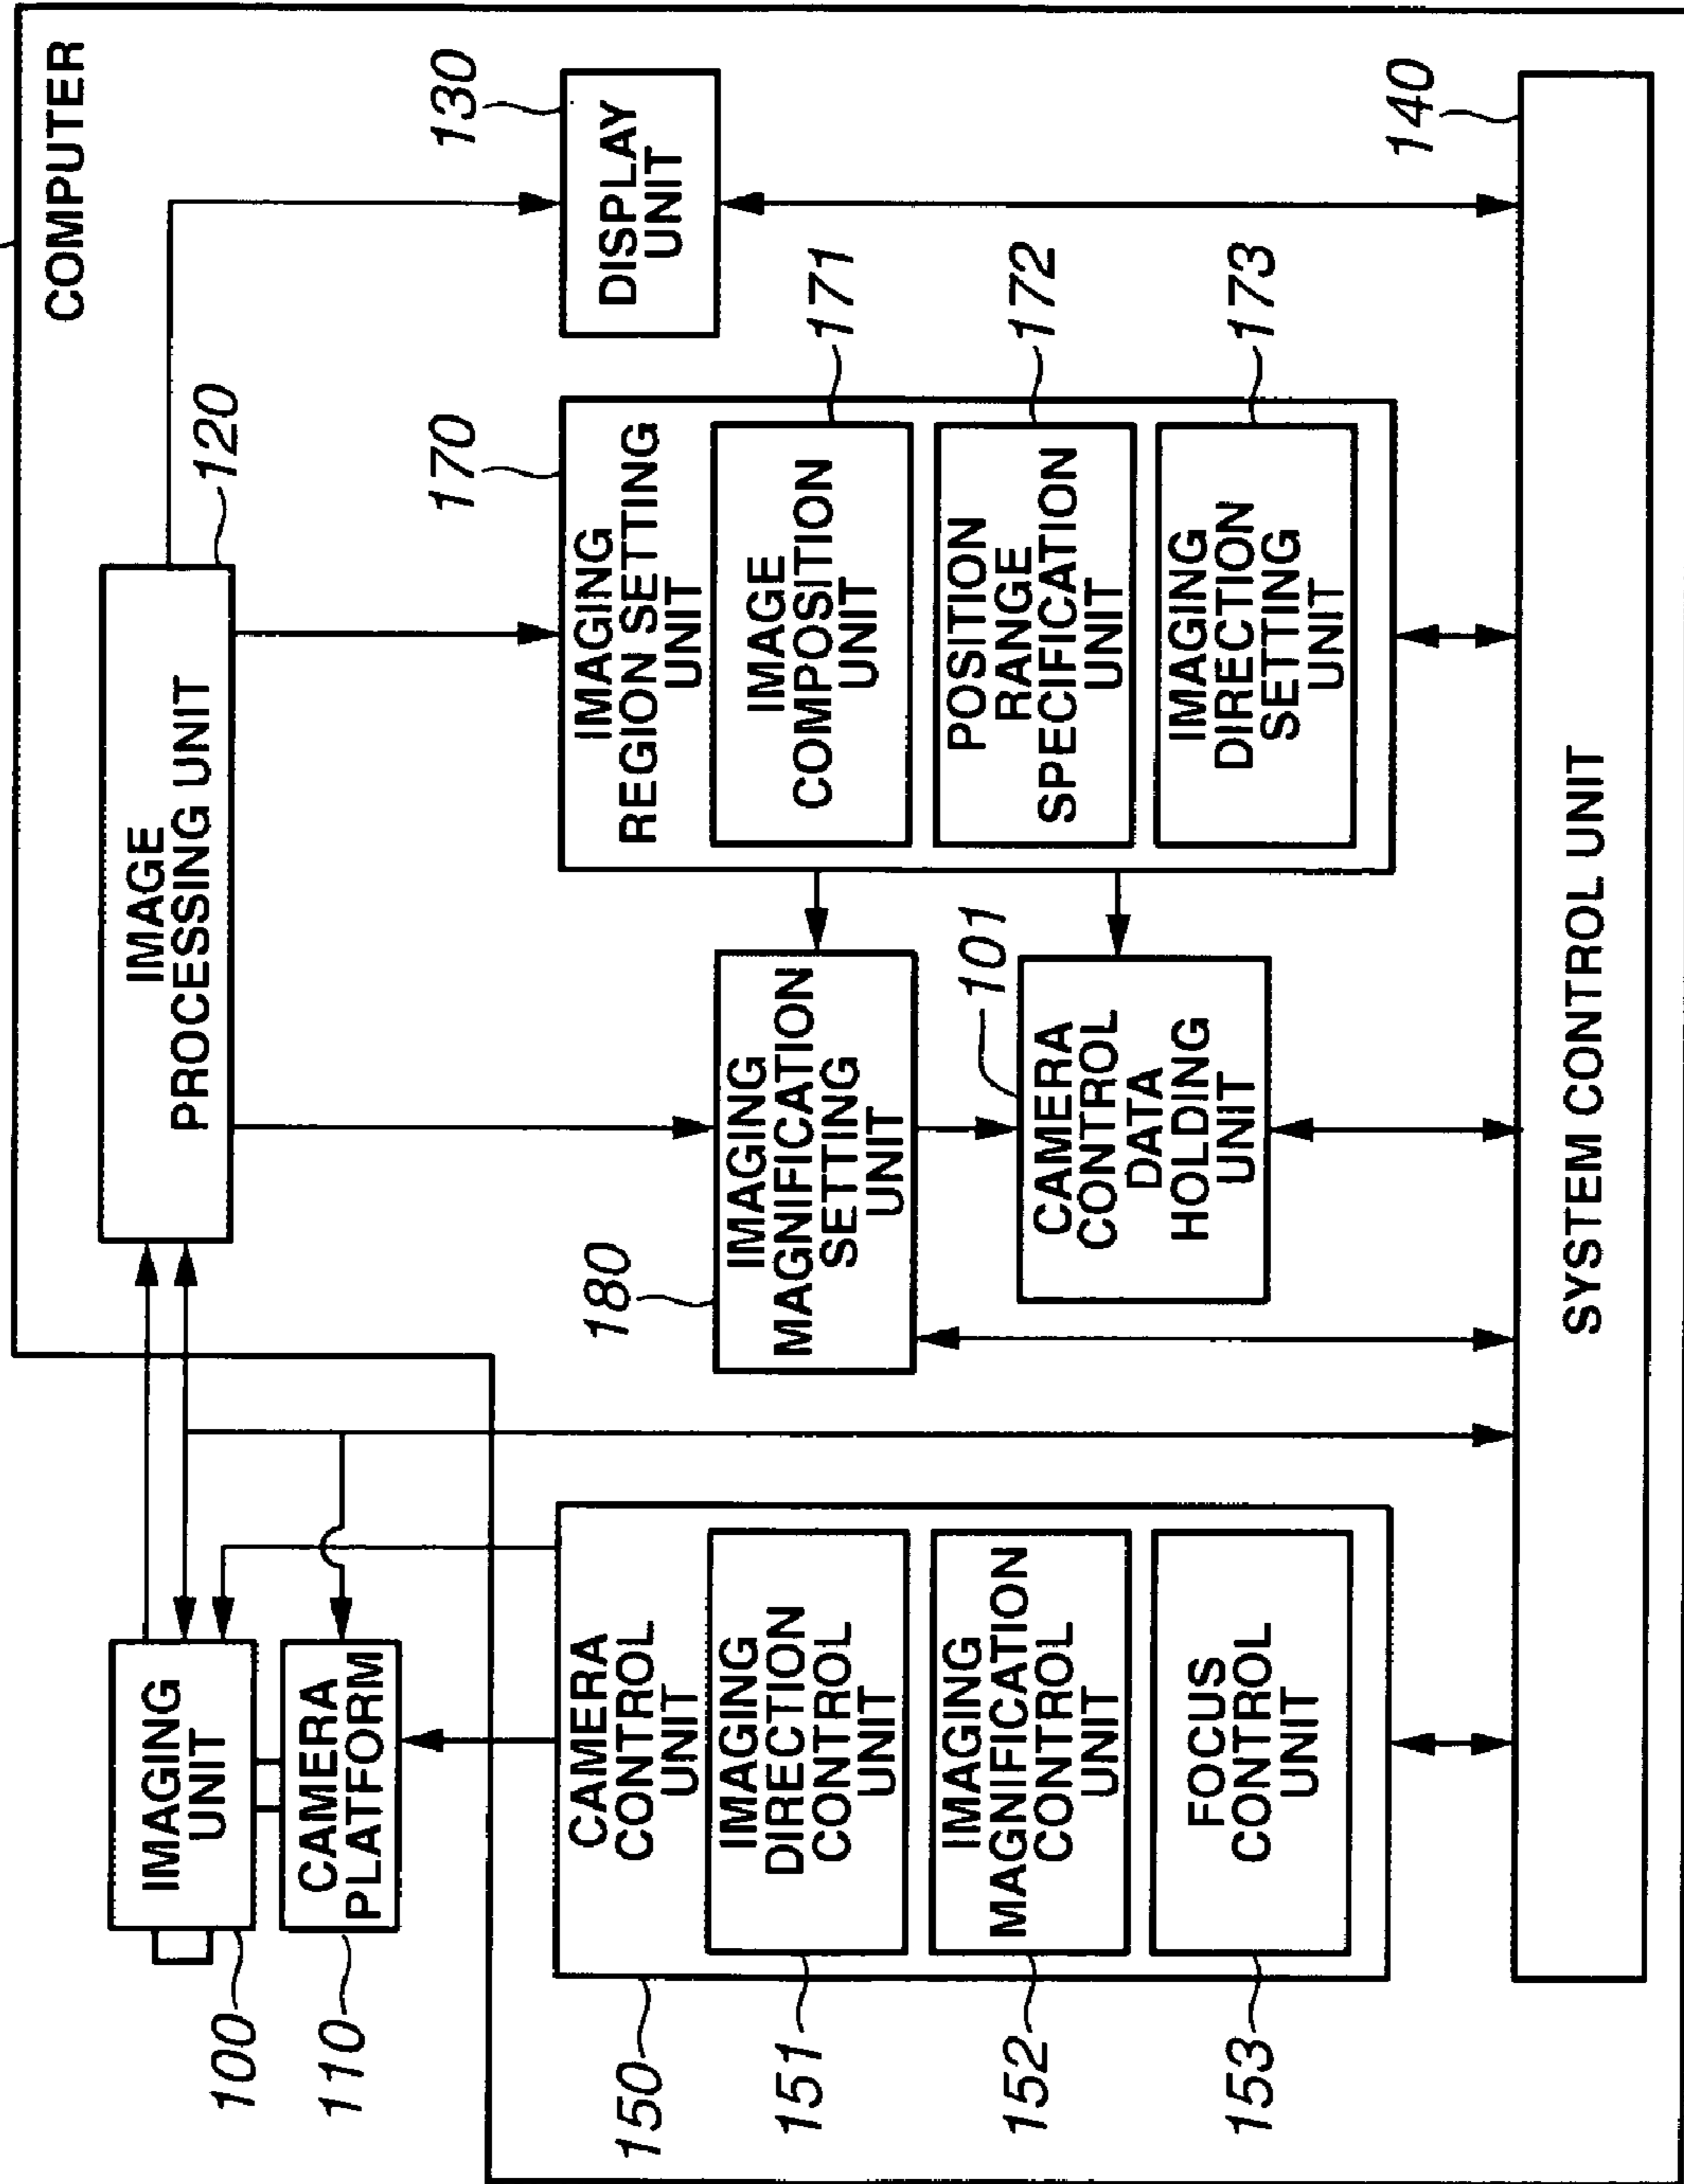 COMPUTER
IMAGING
UNIT
100
CAMERA
PLATFORM
110
IMAGE
PROCESSING UNIT
120
DISPLAY
UNIT
130
CAMERA
CONTROL
UNIT
150
IMAGING
DIRECTION
CONTROL
UNIT
151
IMAGING
MAGNIFICATION
CONTROL
UNIT
152
FOCUS
CONTROL
UNIT
153
180
IMAGING
MAGNIFICATION
SETTING
UNIT
101
CAMERA
CONTROL
DATA
HOLDING
UNIT
170
IMAGING
REGION SETTING
UNIT
IMAGE
COMPOSITION
UNIT
171
POSITION
RANGE
SPECIFICATION
UNIT
172
IMAGING
DIRECTION
SETTING
UNIT
173
140
SYSTEM CONTROL UNIT